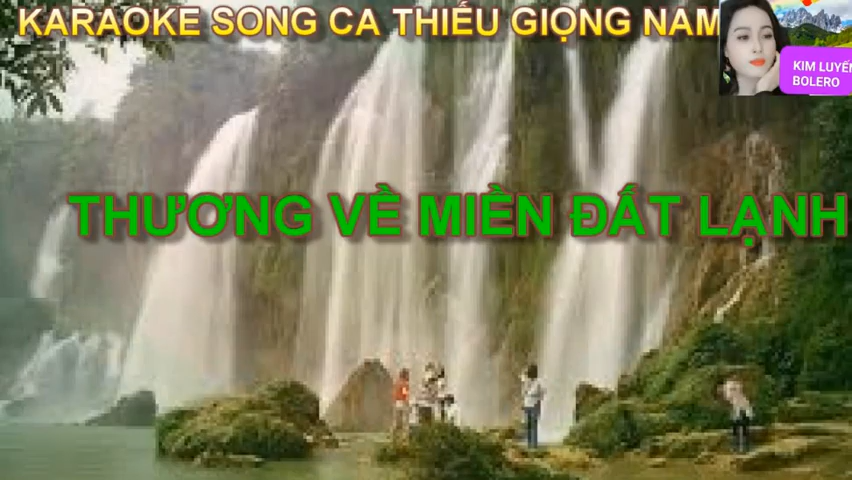 KARAOKE SONG CA THIẾU GIỌNG NAM
KIM LUYẾN
BOLERO
THƯƠNG VỀ MIỀN ĐẤT LẠNH